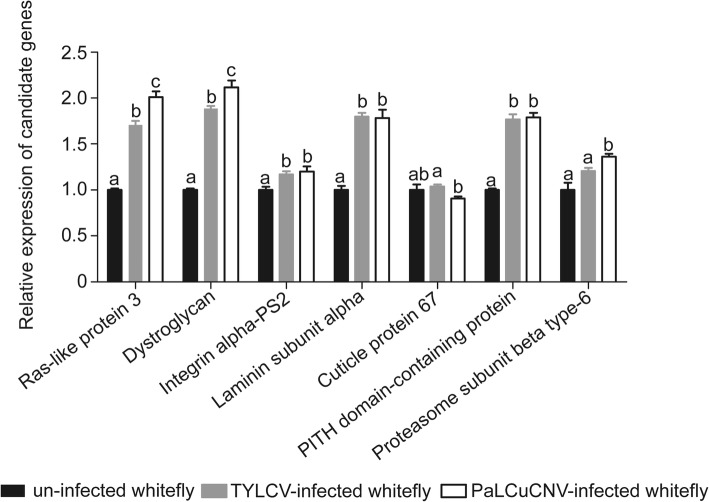 Relative expression of candidate genes
2.5
2.0
1.5
1.0
0.5
0
a b c
a b c
a b b
a b b
ab a b
a b b
a a b
Ras-like protein 3
Dystroglycan
Integrin alpha-PS2
Laminin subunit alpha
Cuticle protein 67
PITH domain-containing protein
Proteasome subunit beta type-6
un-infected whitefly TYLCV-infected whitefly PaLCuCNV-infected whitefly